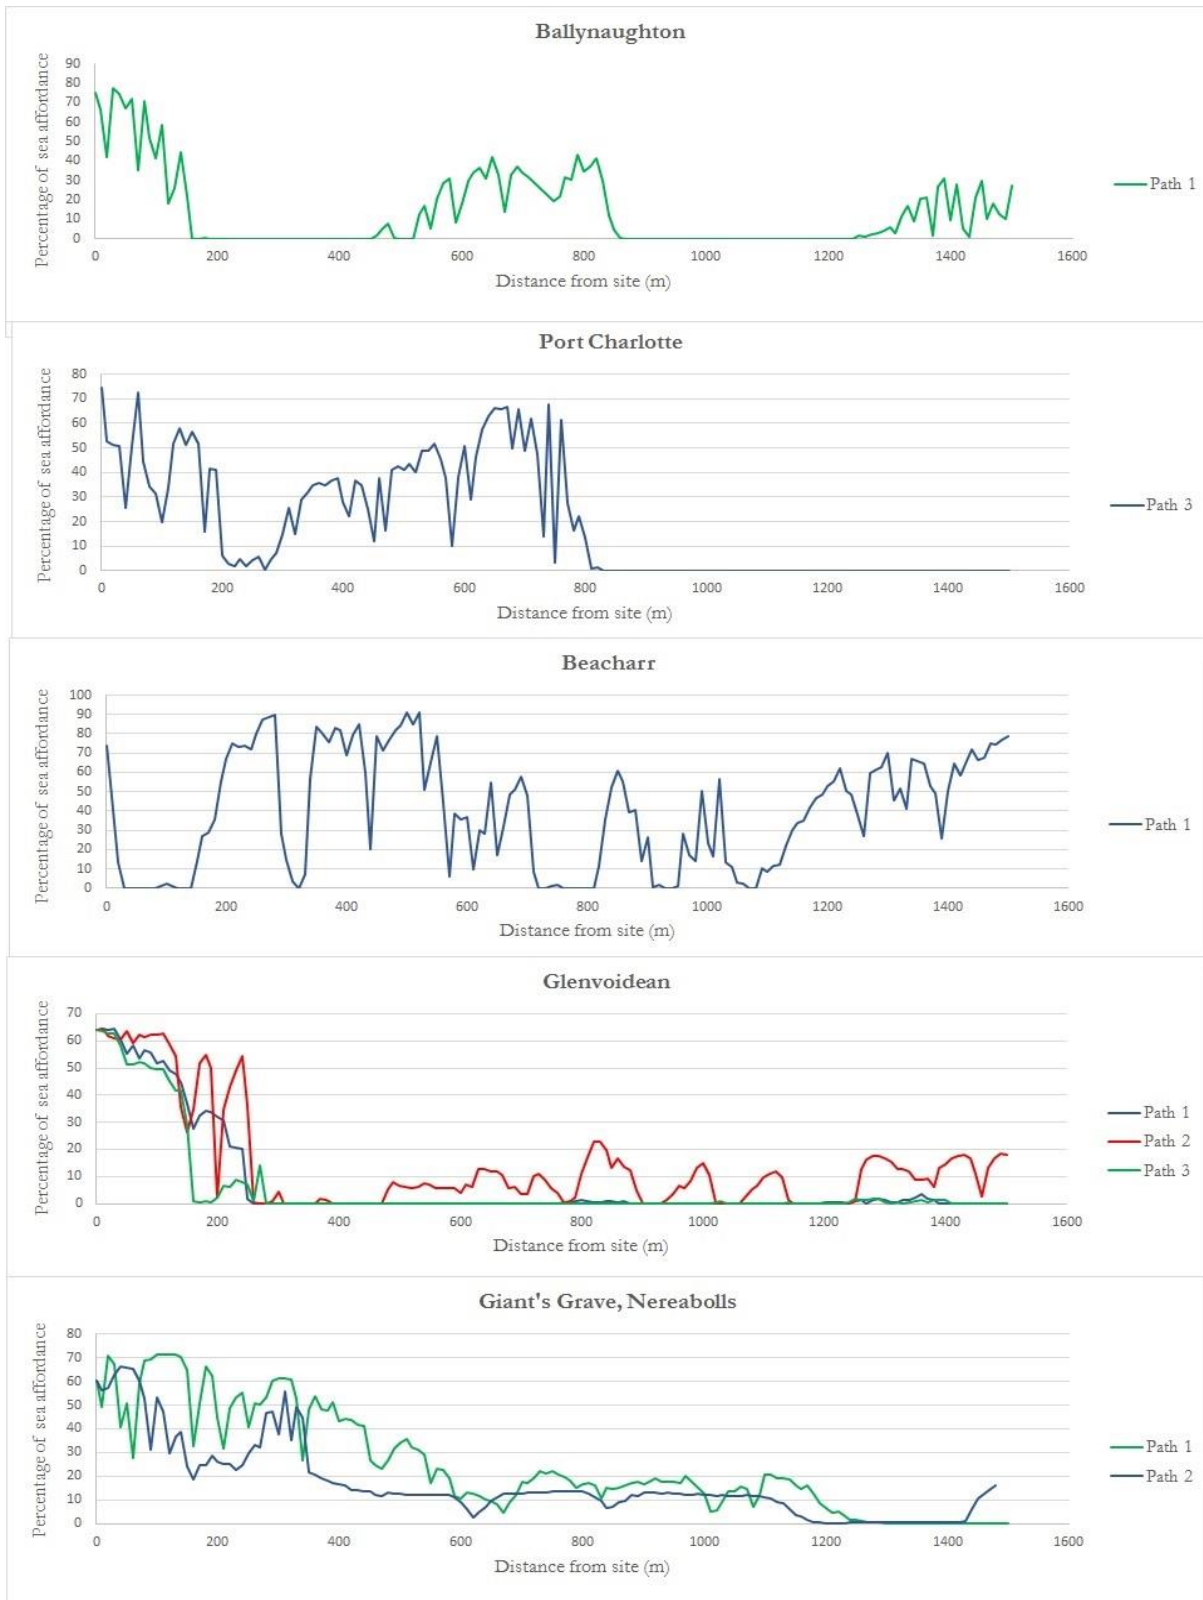 Ballynaughton
Percentage of sea affordance
90
80
70
60
50
40
30
20
10
0
0 200 400 600 800 1000 1200 1400 1600
Distance from site (m)
Path 1
Port Charlotte
Percentage of sea affordance
80
70
60
50
40
30
20
10
0
0 200 400 600 800 1000 1200 1400 1600
Distance from site (m)
Path 3
Beacharr
Percentage of sea affordance
100
90
80
70
60
50
40
30
20
10
0
0 200 400 600 800 1000 1200 1400 1600
Distance from site (m)
Path 1
Glenvoidean
Percentage of sea affordance
70
60
50
40
30
20
10
0
0 200 400 600 800 1000 1200 1400 1600
Distance from site (m)
Path 1
Path 2
Path 3
Giant's Grave, Nereabolls
Percentage of sea affordance
80
70
60
50
40
30
20
10
0
0 200 400 600 800 1000 1200 1400 1600
Distance from site (m)
Path 1
Path 2